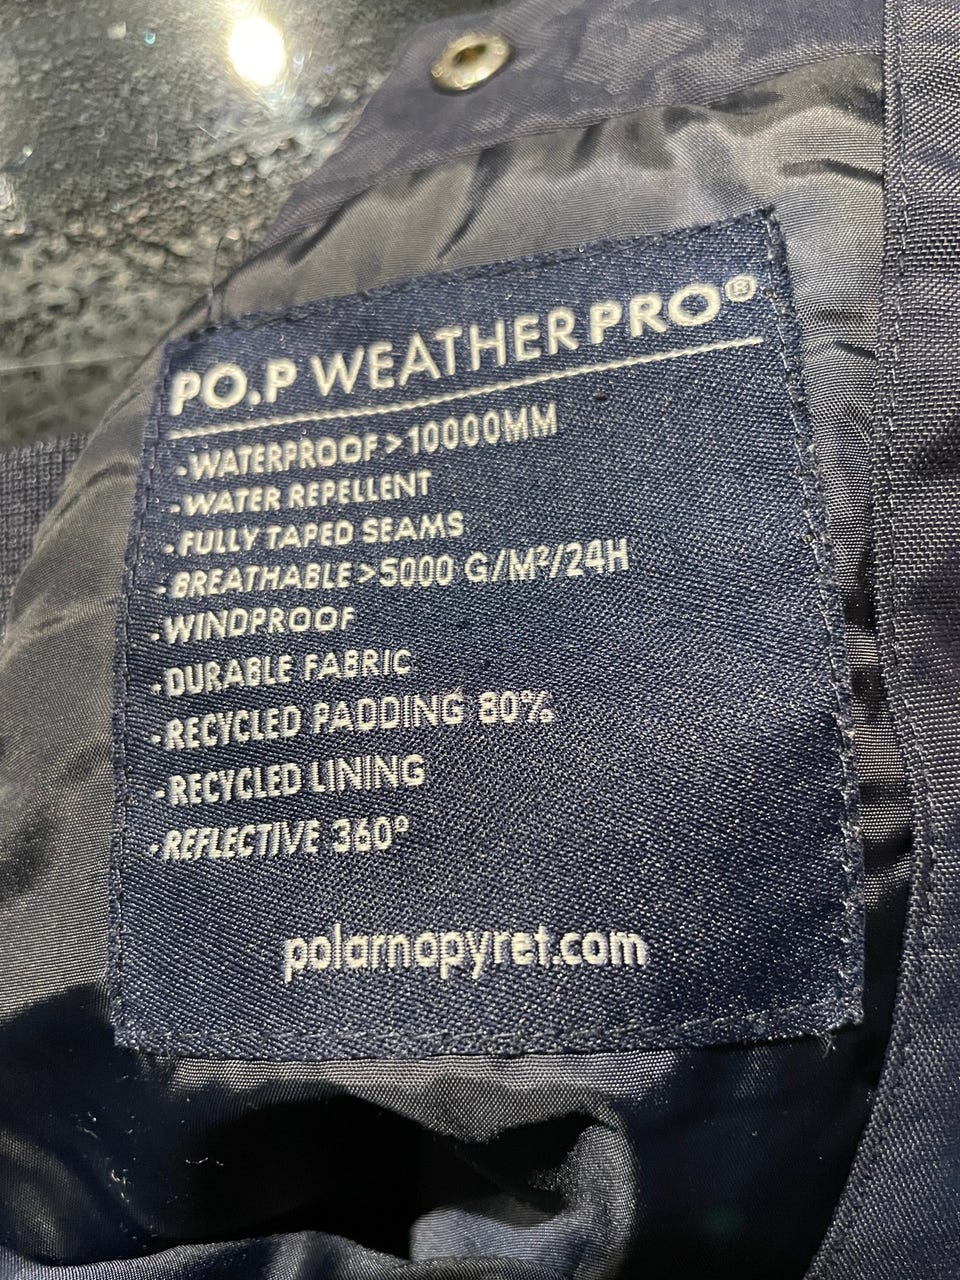 PO.P WEATHERPRO®
-WATERPROOF>10000MM
-WATER REPELLENT
-FULLY TAPED SEAMS
-BREATHABLE>5000 G/M²/24H
-WINDPROOF
-DURABLE FABRIC
-RECYCLED PADDING 80%
-RECYCLED LINING
-REFLECTIVE 360º
polarnopyret.com